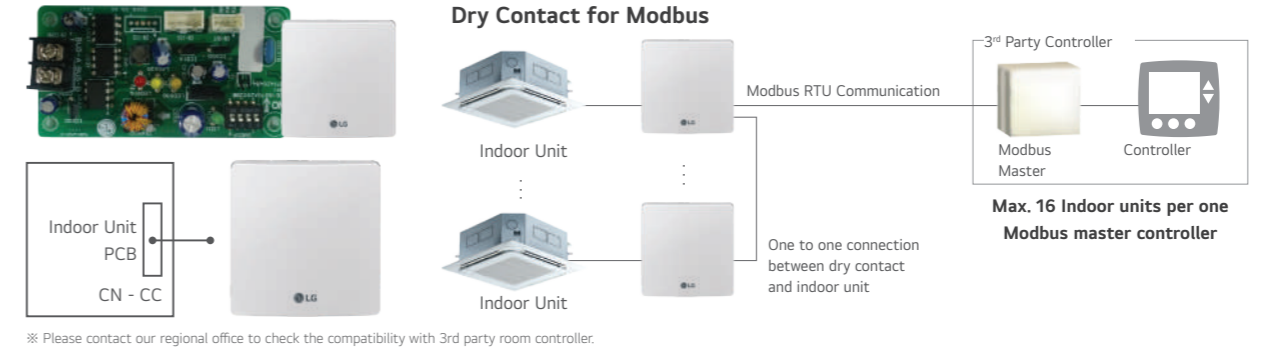 Dry Contact for Modbus
LG
Indoor Unit
PCB
CN - CC
LG
Indoor Unit
LG
Modbus RTU Communication
3rd Party Controller
Modbus
Master
Controller
Max. 16 Indoor units per one
Modbus master controller
Indoor Unit
LG
One to one connection
between dry contact
and indoor unit
※ Please contact our regional office to check the compatibility with 3rd party room controller.